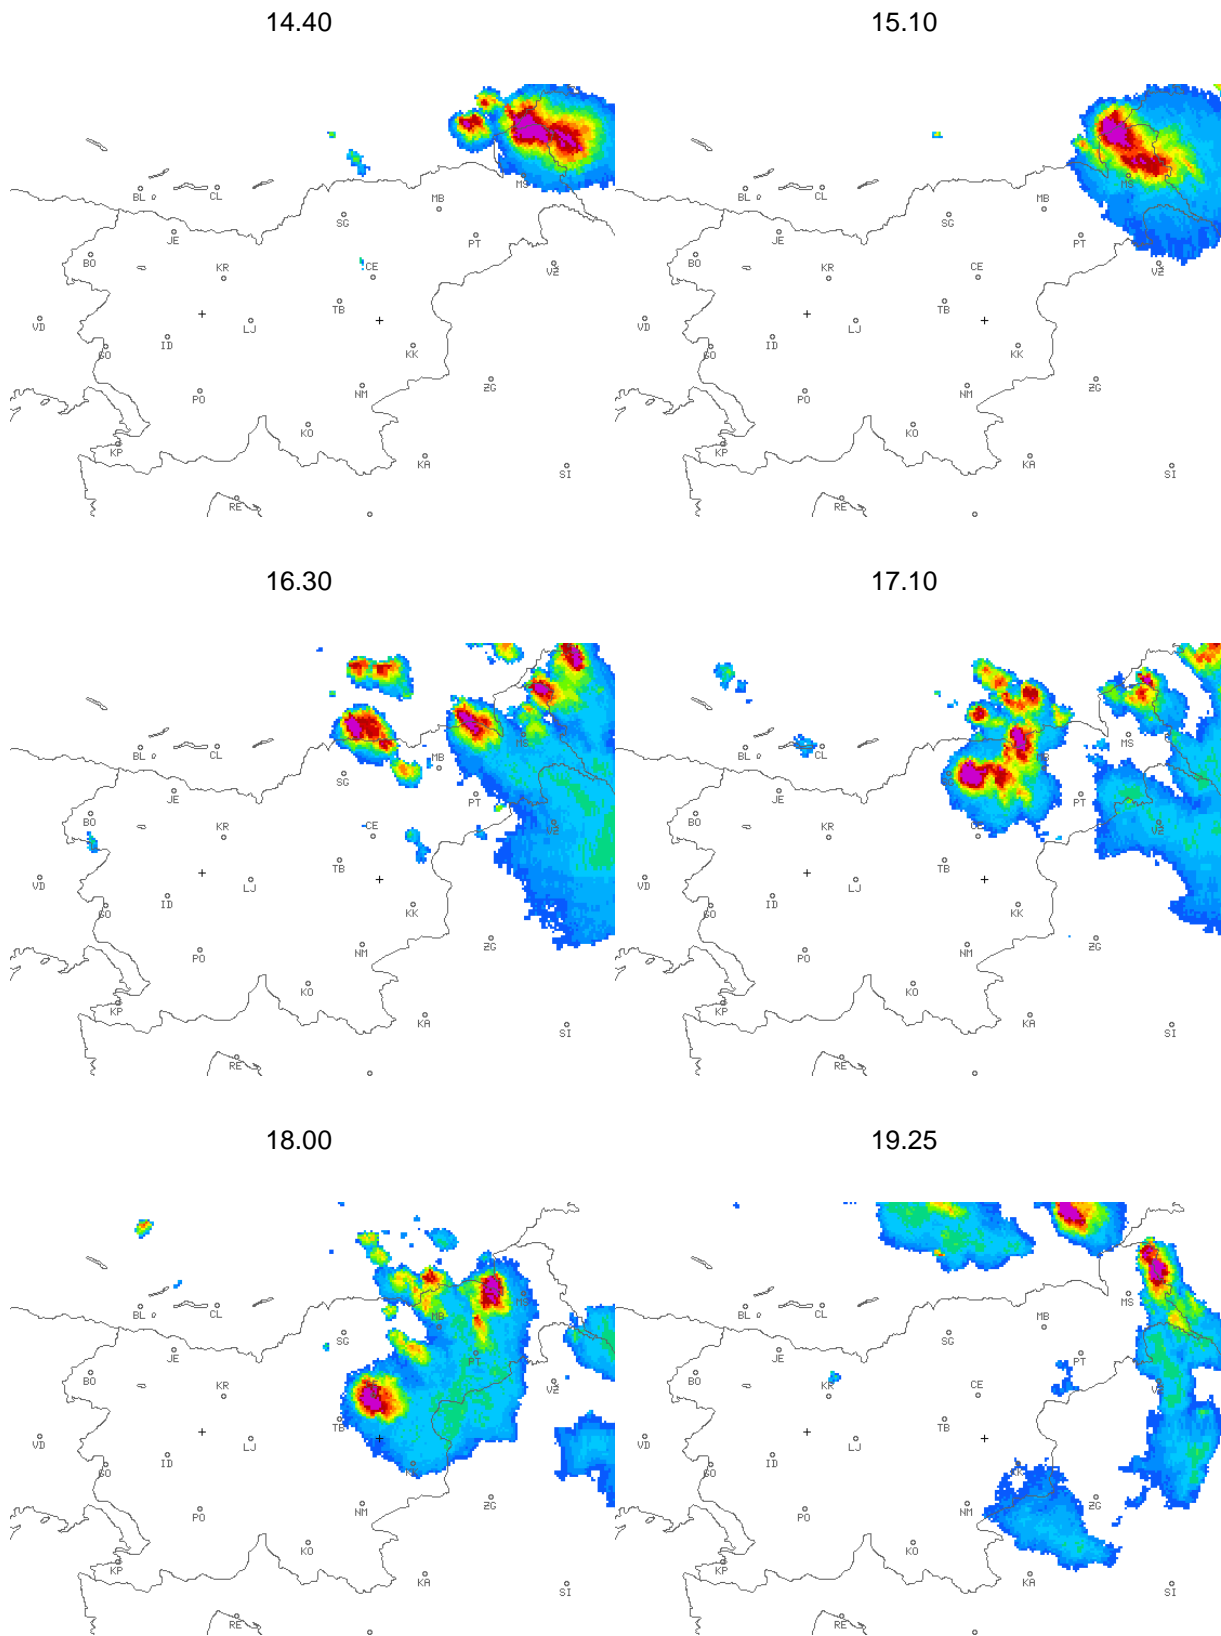 14.40 15.10
BL CL MS
SG MB
JE PT
BO KR CE VŽ
TB
VD LJ
GO ID KK
PO NM ZG
KO
KP KA SI
RE
BL CL MS
SG MB
JE PT
BO KR CE VŽ
TB
VD LJ
GO ID KK
PO NM ZG
KO
KP KA SI
RE
16.30 17.10
BL CL MS
SG MB
JE PT
BO KR CE VŽ
TB
VD LJ
GO ID KK
PO NM ZG
KO
KP KA SI
RE
BL CL MS
JE PT
BO KR CE VŽ
TB
VD LJ
GO ID KK
PO NM ZG
KO
KP KA SI
RE
18.00 19.25
BL CL MS
SG MB
JE PT
BO KR VŽ
TB
VD LJ
GO ID KK
PO NM ZG
KO
KP KA SI
RE
BL CL MS
SG MB
JE PT
BO KR CE VŽ
TB
VD LJ
GO ID KK
PO NM ZG
KO
KP KA SI
RE